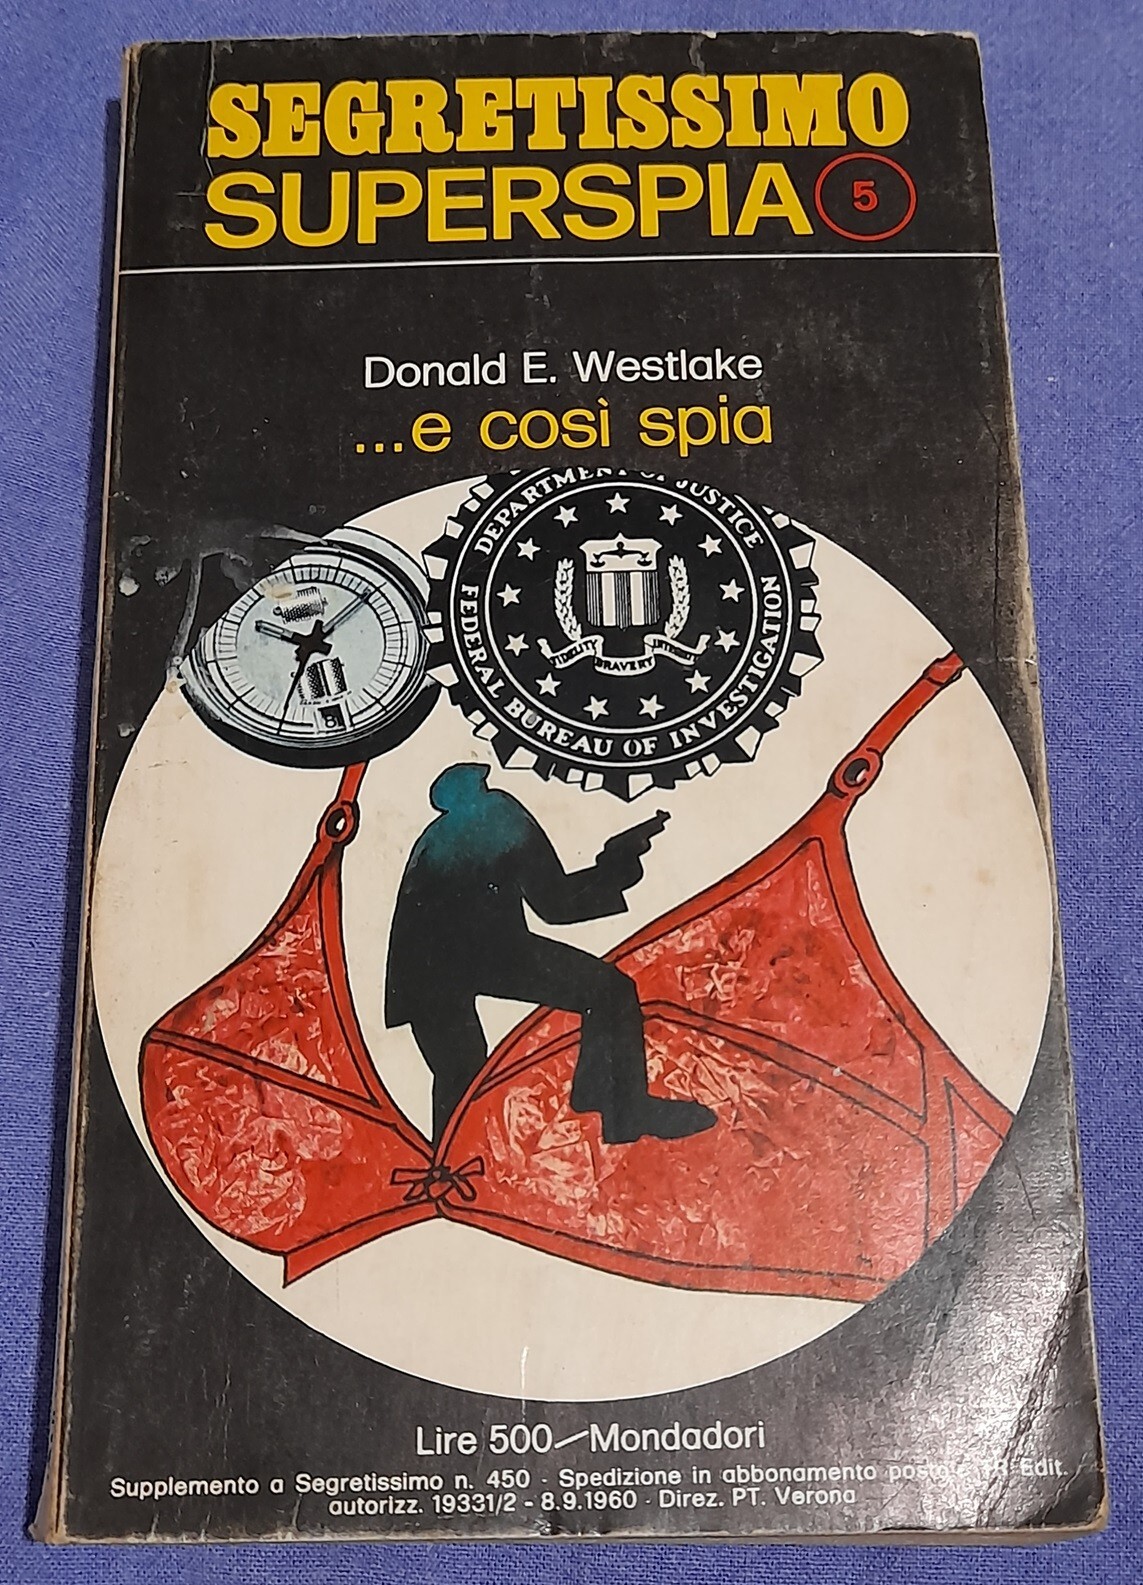 SEGRETISSIMO
SUPERSPIA 5
Donald E. Westlake
...e così spia
DEPARTMENT OF JUSTICE
FEDERAL BUREAU OF INVESTIGATION
FIDELITY BRAVERY INTEGRITY
8
Lire 500—Mondadori
Supplemento a Segretissimo n. 450 · Spedizione in abbonamento postale TR Edit.
autorizz. 19331/2 - 8.9.1960 · Direz. PT. Verona